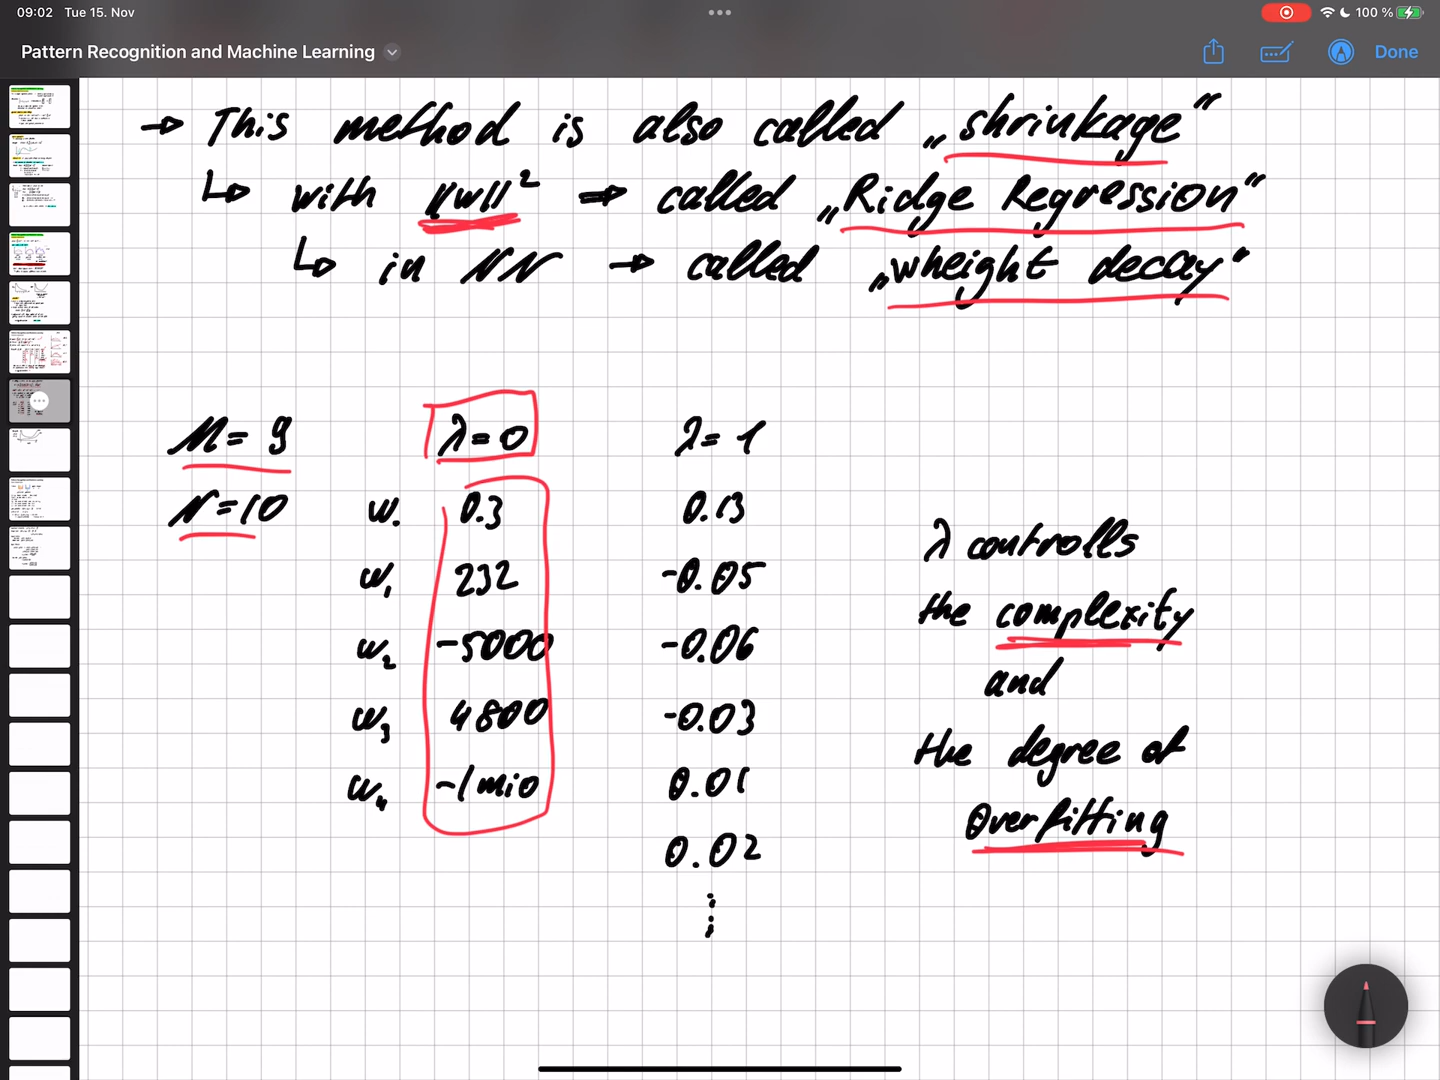 09:02 Tue 15. Nov
100 %
Pattern Recognition and Machine Learning
Done
→ This method is also called „shrinkage"
↳ with ||w||² ⇒ called „Ridge Regression"
↳ in NN → called „wheight decay"
M = 9 λ = 0 λ = 1
N = 10 w. 0.3 0.13
w₁ 232 -0.05
w₂ -5000 -0.06
w₃ 4800 -0.03
w₄ -1 mio 0.01
0.02
⋮
λ controlls
the complexity
and
the degree of
Overfitting